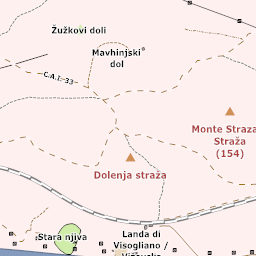 Žužkovi doli
Mavhinjski
dol
C.A.I. 33
Monte Straza
Straža
(154)
Dolenja straža
Stara njiva
Landa di
Visogliano /